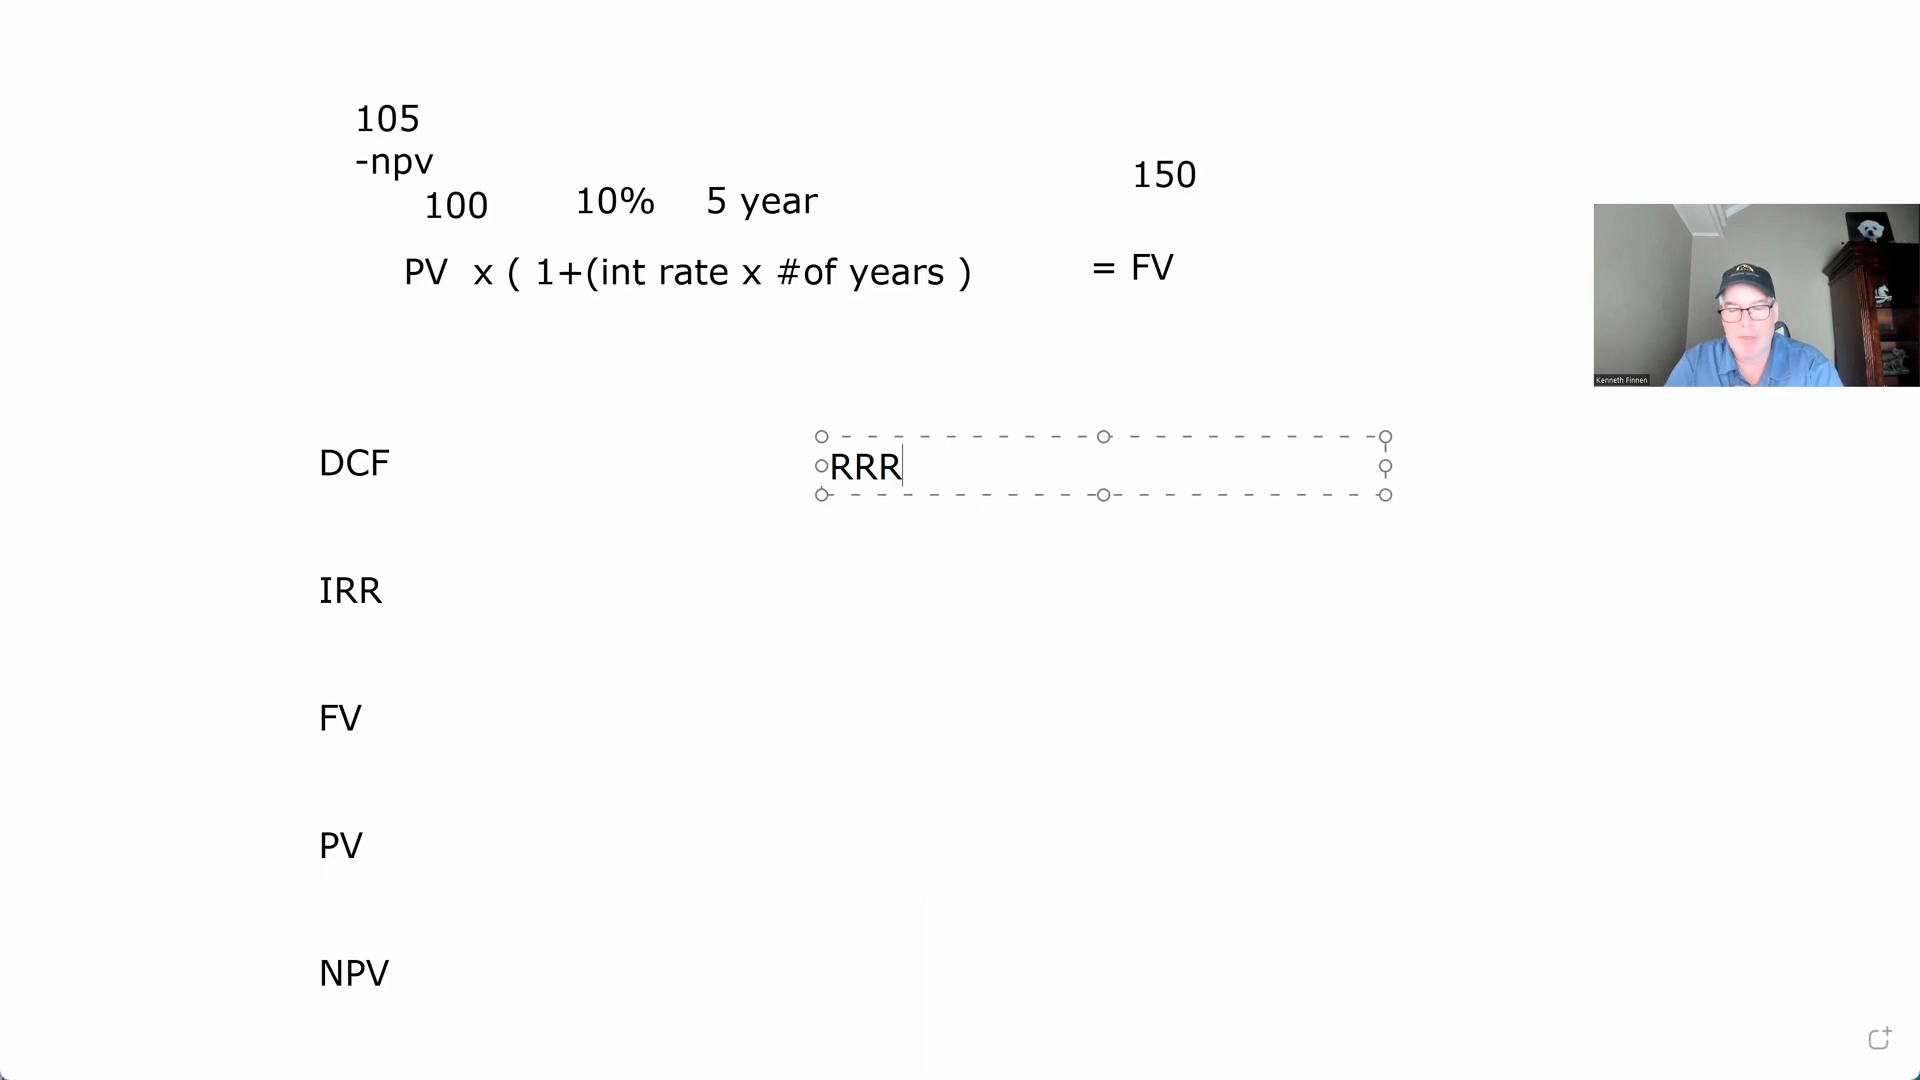 105
-npv
100 10% 5 year 150
PV x ( 1+(int rate x #of years ) = FV
Kenneth Finnen
DCF RRR
IRR
FV
PV
NPV